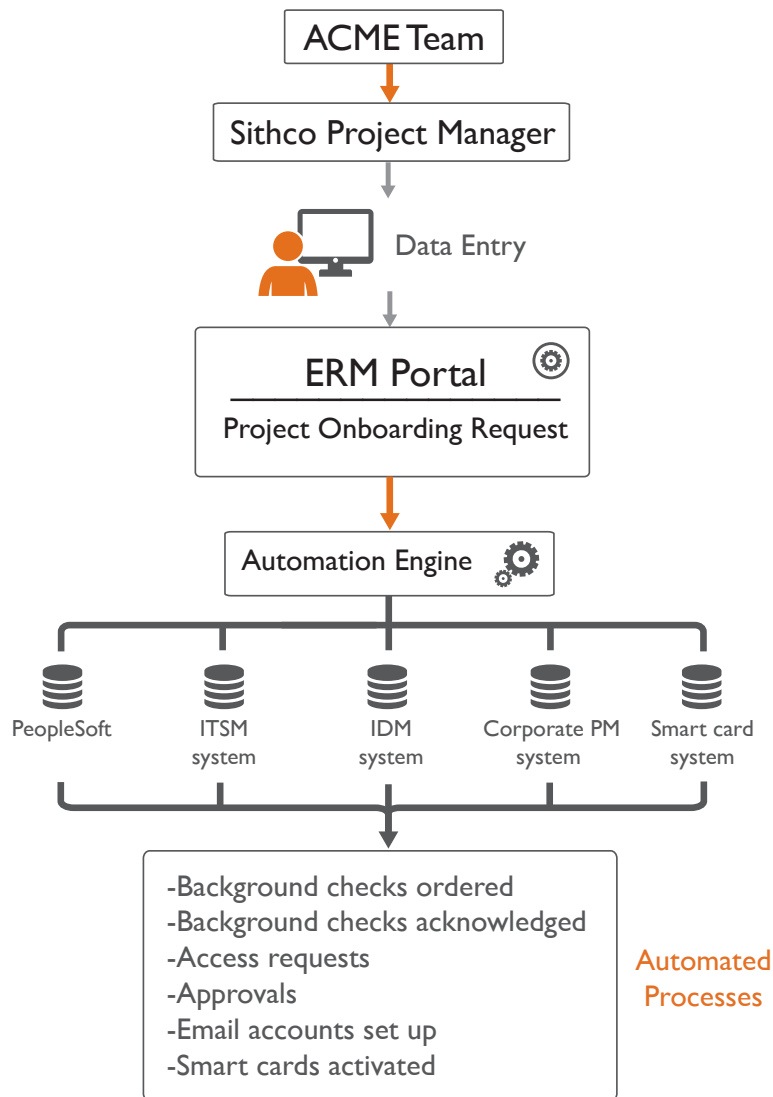 ACME Team
Sithco Project Manager
Data Entry
ERM Portal
Project Onboarding Request
Automation Engine
PeopleSoft
ITSM
system
IDM
system
Corporate PM
system
Smart card
system
-Background checks ordered
-Background checks acknowledged
-Access requests
-Approvals
-Email accounts set up
-Smart cards activated
Automated
Processes